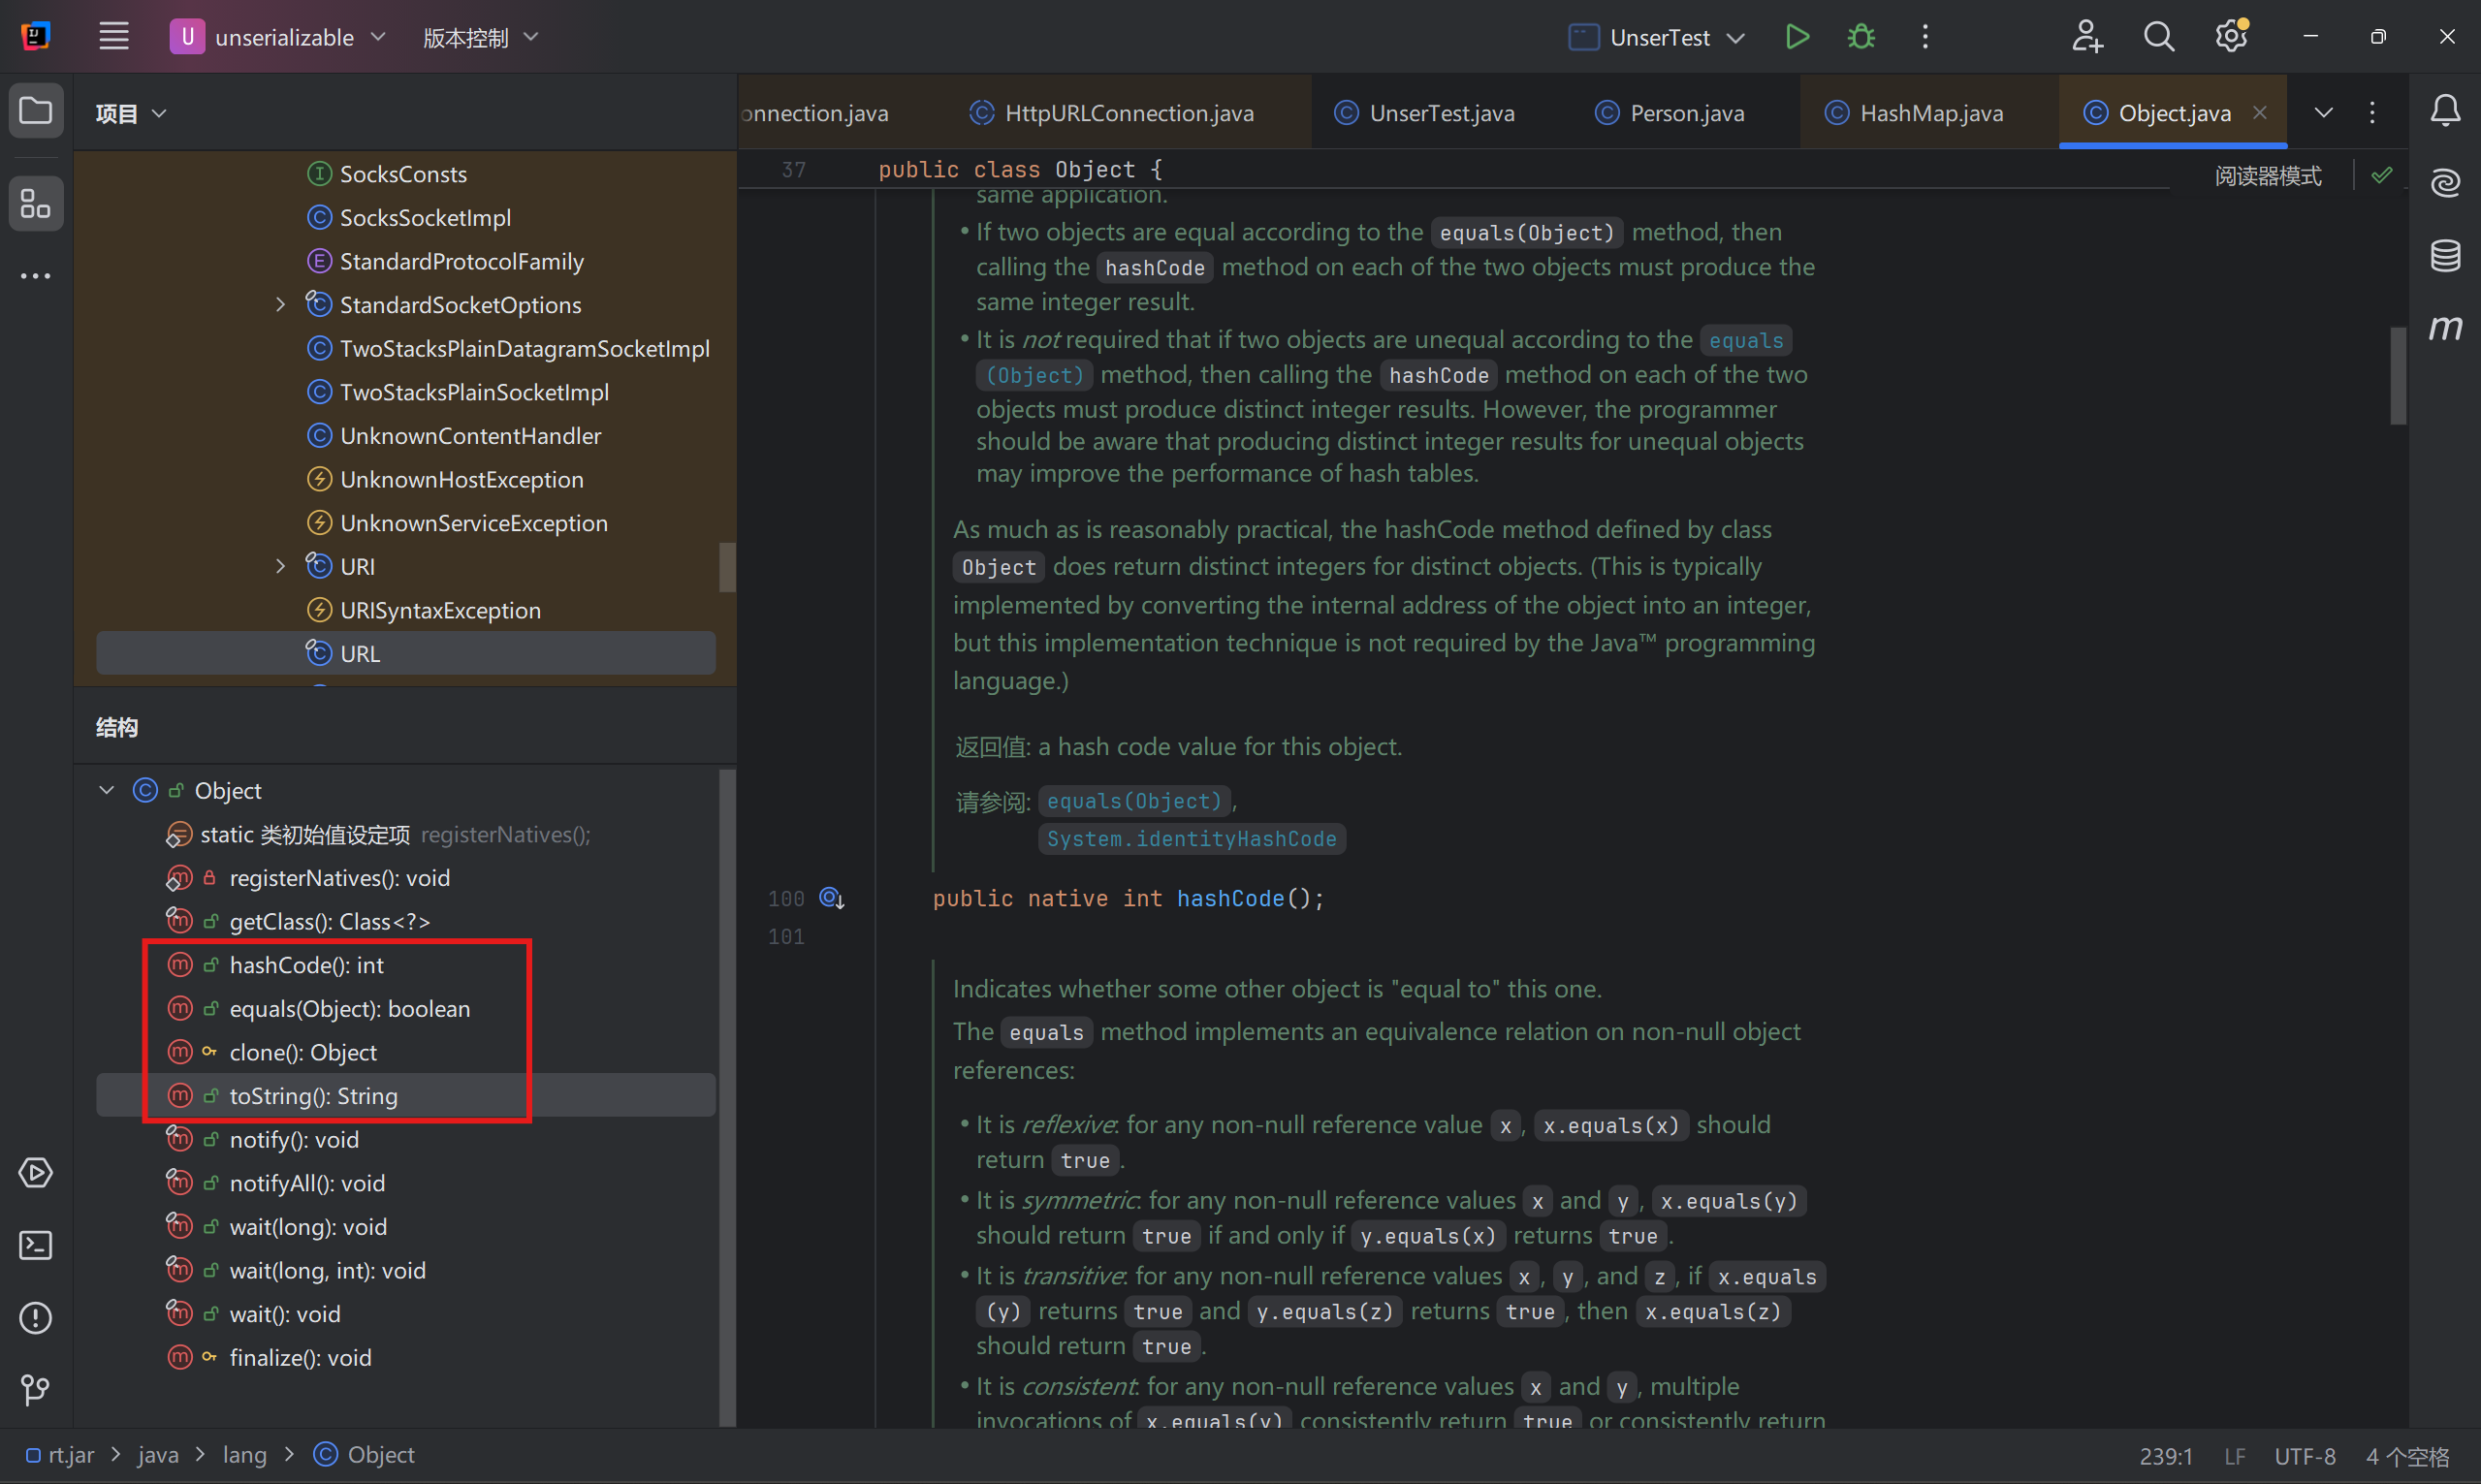 U unserializable 版本控制 UnserTest
项目
onnection.java HttpURLConnection.java UnserTest.java Person.java HashMap.java Object.java
SocksConsts
SocksSocketImpl
StandardProtocolFamily
StandardSocketOptions
TwoStacksPlainDatagramSocketImpl
TwoStacksPlainSocketImpl
UnknownContentHandler
UnknownHostException
UnknownServiceException
URI
URISyntaxException
URL
结构
Object
static 类初始值设定项 registerNatives();
registerNatives(): void
getClass(): Class<?>
hashCode(): int
equals(Object): boolean
clone(): Object
toString(): String
notify(): void
notifyAll(): void
wait(long): void
wait(long, int): void
wait(): void
finalize(): void
37 public class Object {
阅读器模式
same application.
• If two objects are equal according to the equals(Object) method, then
calling the hashCode method on each of the two objects must produce the
same integer result.
• It is not required that if two objects are unequal according to the equals
(Object) method, then calling the hashCode method on each of the two
objects must produce distinct integer results. However, the programmer
should be aware that producing distinct integer results for unequal objects
may improve the performance of hash tables.
As much as is reasonably practical, the hashCode method defined by class
Object does return distinct integers for distinct objects. (This is typically
implemented by converting the internal address of the object into an integer,
but this implementation technique is not required by the Java™ programming
language.)
返回值: a hash code value for this object.
请参阅: equals(Object),
System.identityHashCode
100 public native int hashCode();
101
Indicates whether some other object is "equal to" this one.
The equals method implements an equivalence relation on non-null object
references:
• It is reflexive: for any non-null reference value x, x.equals(x) should
return true.
• It is symmetric: for any non-null reference values x and y, x.equals(y)
should return true if and only if y.equals(x) returns true.
• It is transitive: for any non-null reference values x, y, and z, if x.equals
(y) returns true and y.equals(z) returns true, then x.equals(z)
should return true.
• It is consistent: for any non-null reference values x and y, multiple
invocations of x.equals(y) consistently return true or consistently return
rt.jar > java > lang > Object
239:1 LF UTF-8 4 个空格